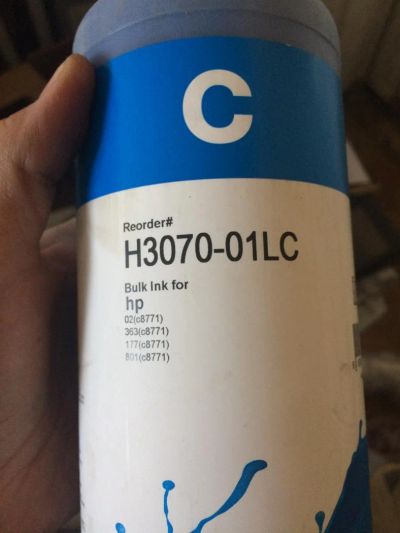 C
Reorder#
H3070-01LC
Bulk Ink for
hp
02(c8771)
363(c8771)
177(c8771)
801(c8771)